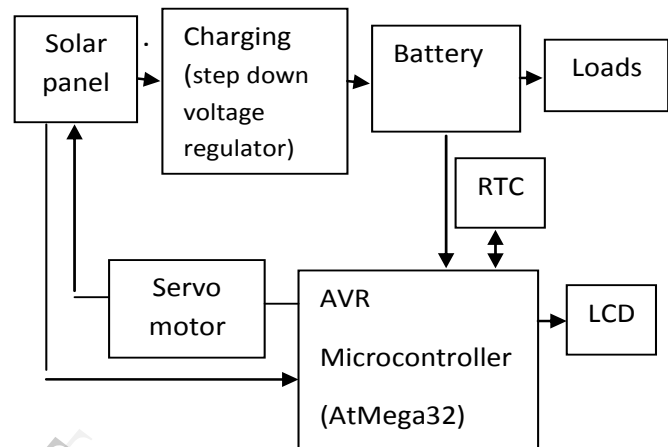 Solar
panel
Charging
(step down
voltage
regulator)
Battery
Loads
RTC
Servo
motor
AVR
Microcontroller
(AtMega32)
LCD